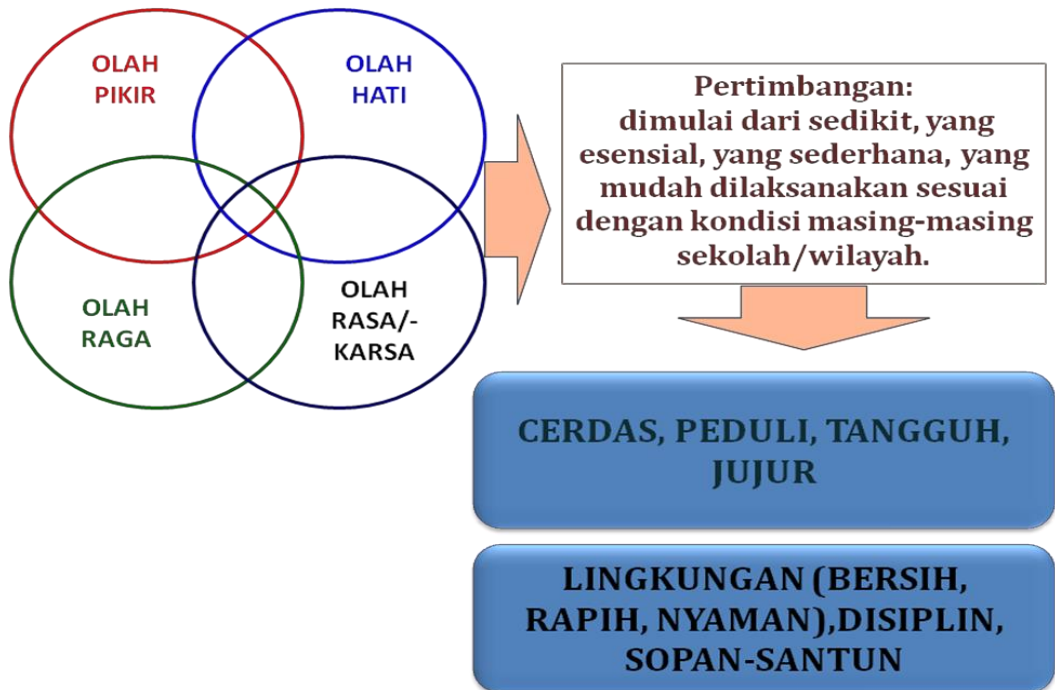 OLAH
PIKIR
OLAH
HATI
OLAH
RAGA
OLAH
RASA/-
KARSA
Pertimbangan:
dimulai dari sedikit, yang
esensial, yang sederhana, yang
mudah dilaksanakan sesuai
dengan kondisi masing-masing
sekolah/wilayah.
CERDAS, PEDULI, TANGGUH,
JUJUR
LINGKUNGAN (BERSIH,
RAPIH, NYAMAN),DISIPLIN,
SOPAN-SANTUN